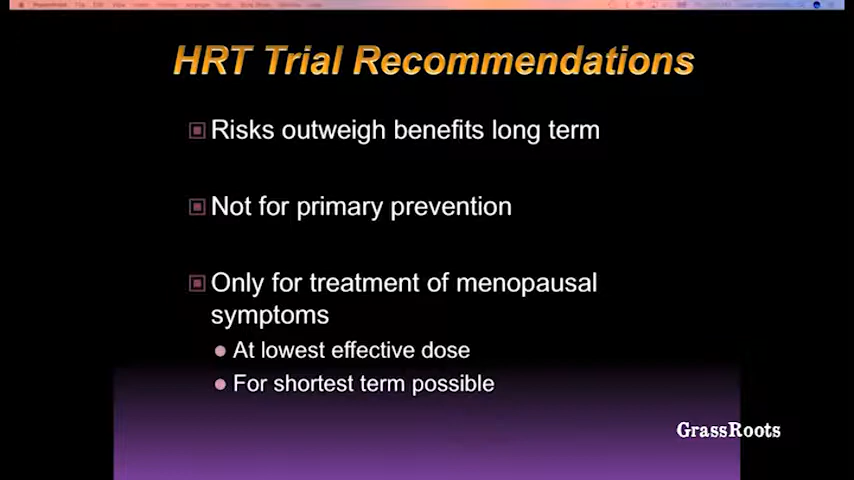 HRT Trial Recommendations
Risks outweigh benefits long term
Not for primary prevention
Only for treatment of menopausal
symptoms
At lowest effective dose
For shortest term possible
GrassRoots